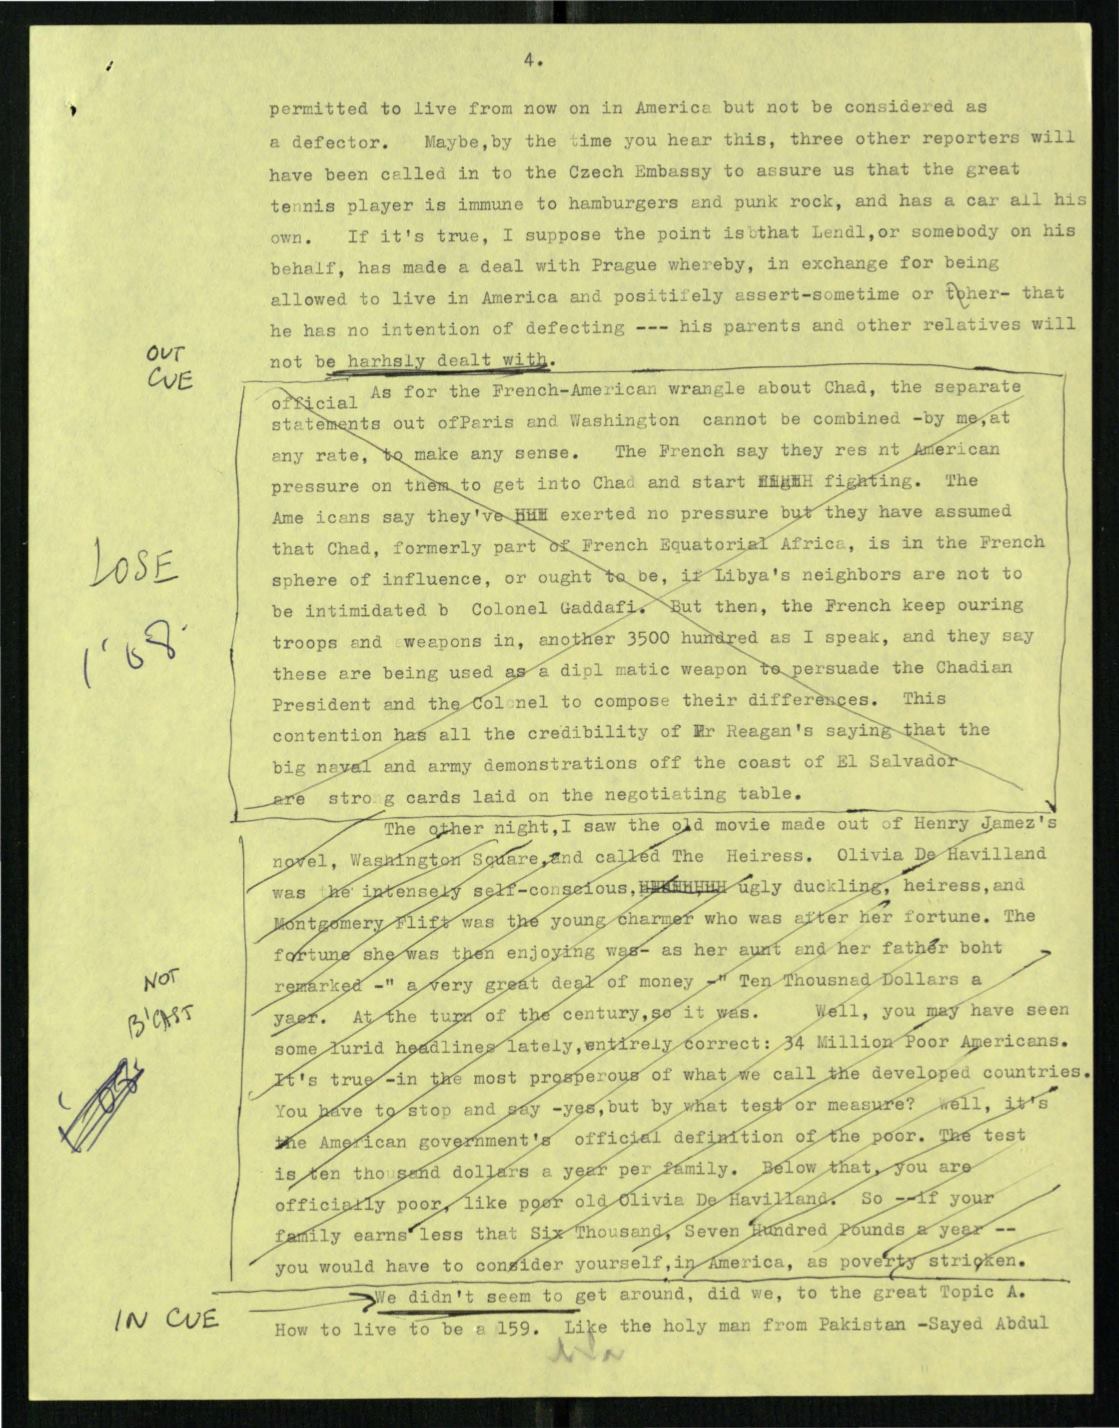 4.
permitted to live from now on in America but not be considered as
a defector. Maybe,by the time you hear this, three other reporters will
have been called in to the Czech Embassy to assure us that the great
tennis player is immune to hamburgers and punk rock, and has a car all his
own. If it's true, I suppose the point is that Lendl,or somebody on his
behalf, has made a deal with Prague whereby, in exchange for being
allowed to live in America and positifely assert-sometime or toher- that
he has no intention of defecting --- his parents and other relatives will
OUT
CUE
not be harhsly dealt with.
As for the French-American wrangle about Chad, the separate
official
statements out ofParis and Washington cannot be combined -by me,at
any rate, to make any sense. The French say they res nt American
pressure on them to get into Chad and start fighting. The
Ame icans say they've exerted no pressure but they have assumed
that Chad, formerly part of French Equatorial Africa, is in the French
LOSE
sphere of influence, or ought to be, if Libya's neighbors are not to
be intimidated b Colonel Gaddafi. But then, the French keep ouring
1'08"
troops and weapons in, another 3500 hundred as I speak, and they say
these are being used as a dipl matic weapon to persuade the Chadian
President and the Colonel to compose their differences. This
contention has all the credibility of Mr Reagan's saying that the
big naval and army demonstrations off the coast of El Salvador
are strong cards laid on the negotiating table.
The other night,I saw the old movie made out of Henry Jamez's
novel, Washington Square,and called The Heiress. Olivia De Havilland
was the intensely self-conscious, ugly duckling, heiress,and
Montgomery Flift was the young charmer who was after her fortune. The
fortune she was then enjoying was- as her aunt and her father boht
NOT
B'CAST
remarked -" a very great deal of money -" Ten Thousnad Dollars a
yaer. At the turn of the century,so it was. Well, you may have seen
some lurid headlines lately,entirely correct: 34 Million Poor Americans.
It's true -in the most prosperous of what we call the developed countries.
You have to stop and say -yes,but by what test or measure? Well, it's
the American government's official definition of the poor. The test
is ten thousand dollars a year per family. Below that, you are
officially poor, like poor old Olivia De Havilland. So --if your
family earns less that Six Thousand, Seven Hundred Pounds a year --
you would have to consider yourself,in America, as poverty stricken.
IN CUE
We didn't seem to get around, did we, to the great Topic A.
How to live to be a 159. Like the holy man from Pakistan -Sayed Abdul